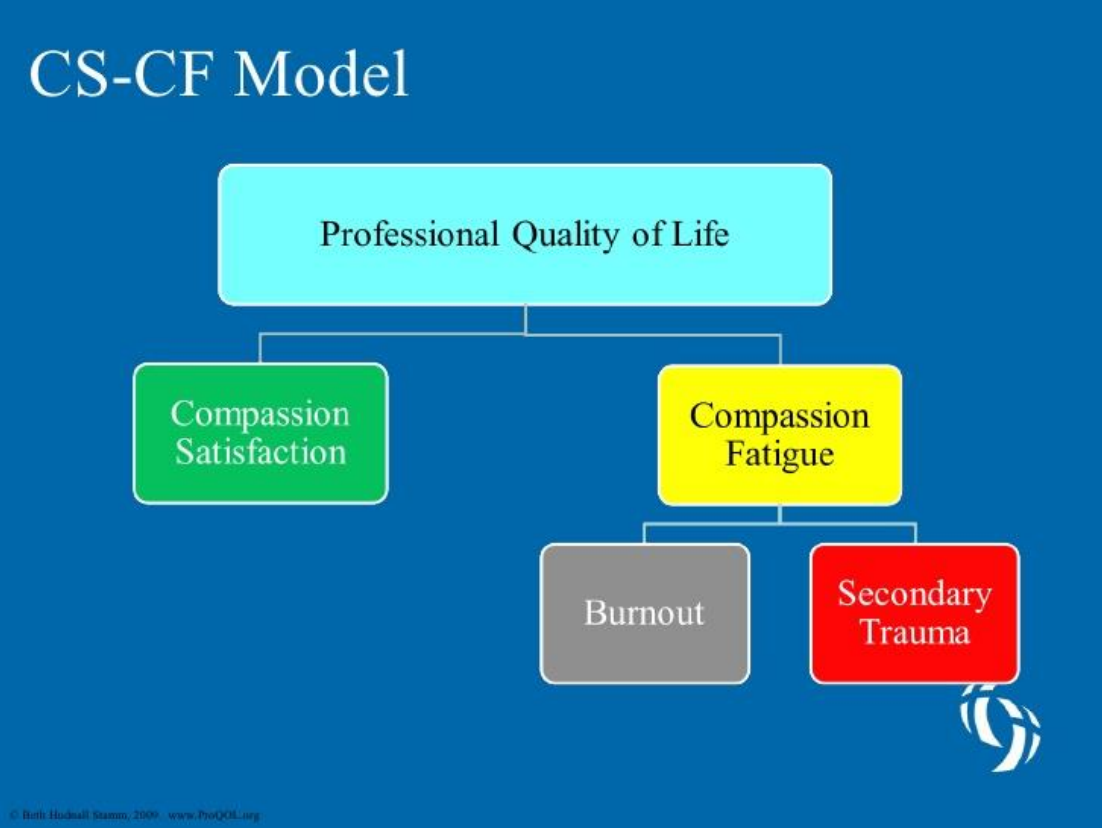 CS-CF Model
Professional Quality of Life
Compassion
Satisfaction
Compassion
Fatigue
Burnout
Secondary
Trauma
© Beth Hudnall Stamm, 2009. www.ProQOL.org